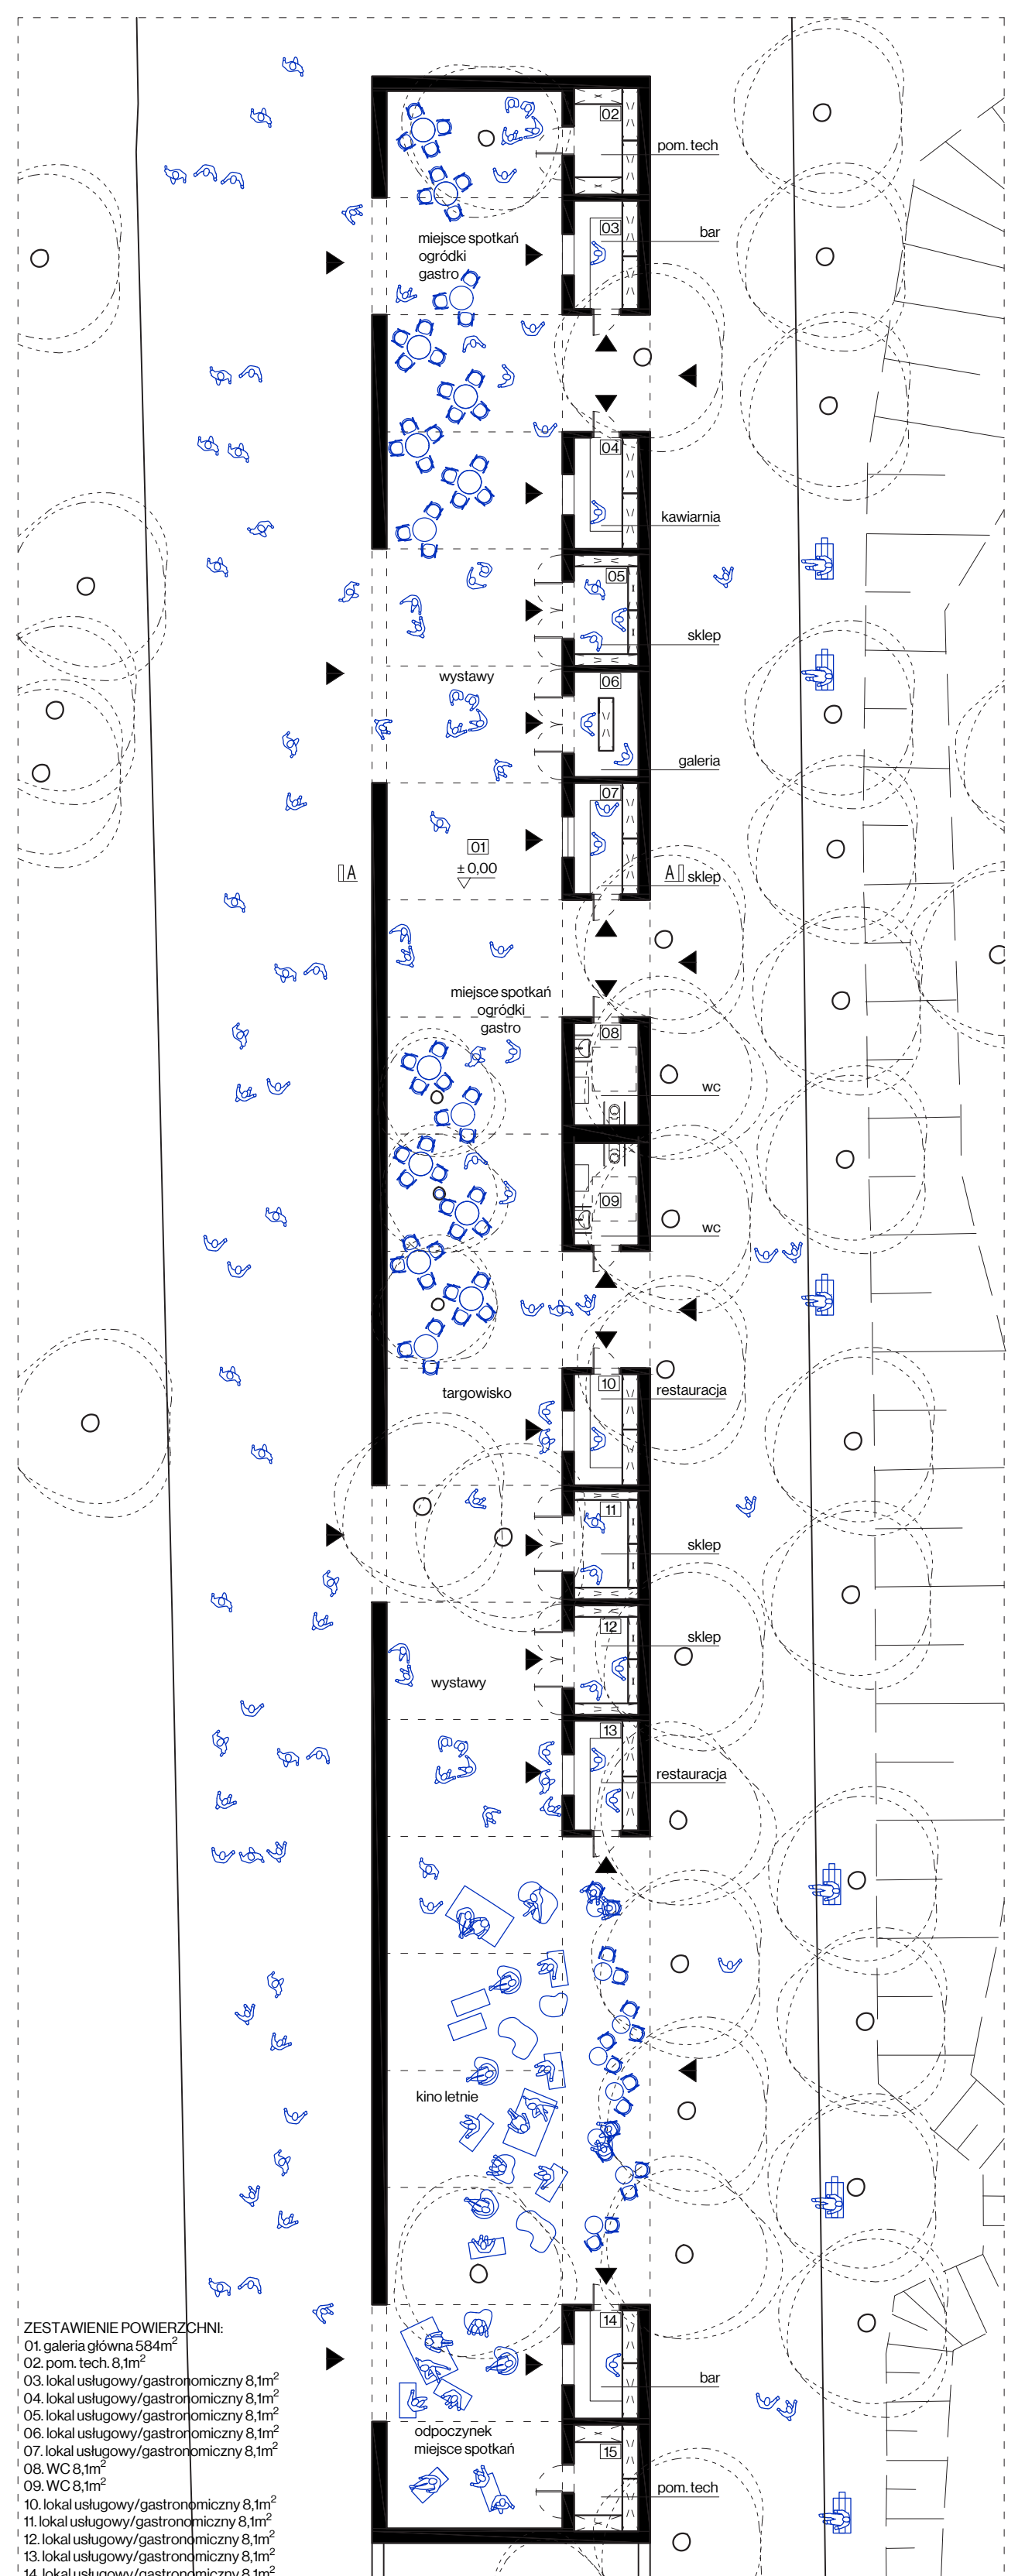 02
pom. tech
03
bar
miejsce spotkań
ogródki
gastro
04
kawiarnia
05
sklep
wystawy
06
galeria
07
01
± 0,00
A
A
sklep
miejsce spotkań
ogródki
gastro
08
wc
09
wc
10
targowisko
restauracja
11
sklep
12
sklep
wystawy
13
restauracja
kino letnie
14
bar
odpoczynek
miejsce spotkań
15
pom. tech
ZESTAWIENIE POWIERZCHNI:
01. galeria główna 584m²
02. pom. tech. 8,1m²
03. lokal usługowy/gastronomiczny 8,1m²
04. lokal usługowy/gastronomiczny 8,1m²
05. lokal usługowy/gastronomiczny 8,1m²
06. lokal usługowy/gastronomiczny 8,1m²
07. lokal usługowy/gastronomiczny 8,1m²
08. WC 8,1m²
09. WC 8,1m²
10. lokal usługowy/gastronomiczny 8,1m²
11. lokal usługowy/gastronomiczny 8,1m²
12. lokal usługowy/gastronomiczny 8,1m²
13. lokal usługowy/gastronomiczny 8,1m²
14. lokal usługowy/gastronomiczny 8,1m²